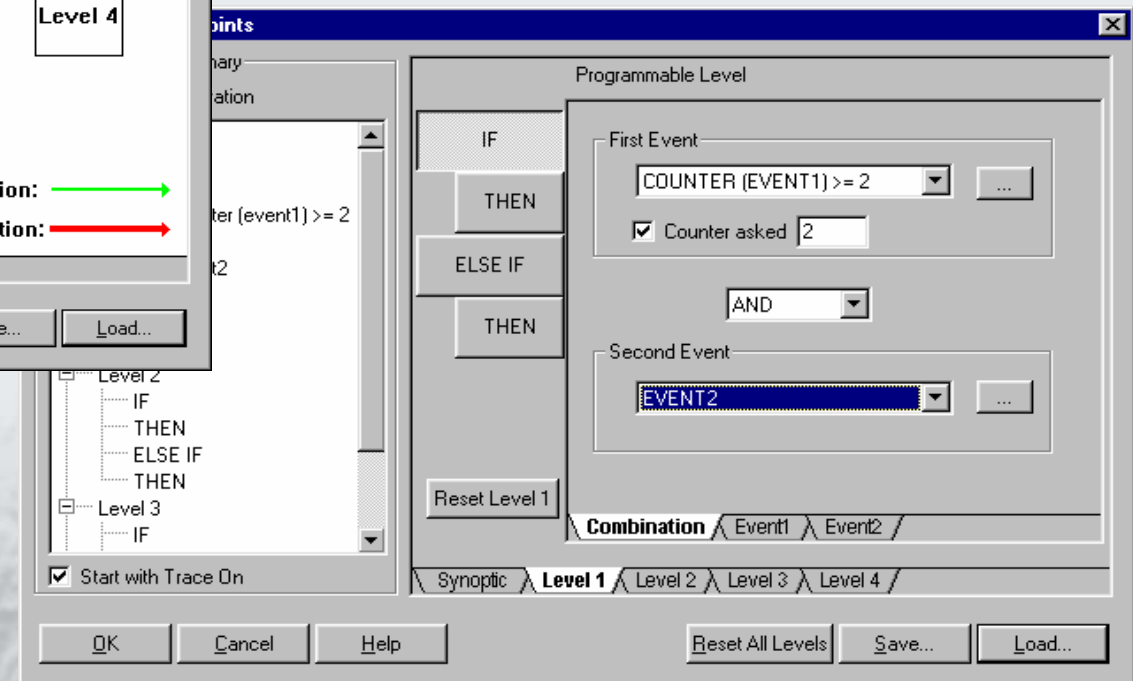 Level 4
oints
nary
ation
ter (event1) >= 2
t2
Level 2
IF
THEN
ELSE IF
THEN
Level 3
IF
Start with Trace On
ion:
tion:
e...
Load...
Programmable Level
IF
THEN
ELSE IF
THEN
Reset Level 1
First Event
COUNTER (EVENT1) >= 2
...
Counter asked 2
AND
Second Event
EVENT2
...
Combination Event1 Event2
Synoptic Level 1 Level 2 Level 3 Level 4
OK Cancel Help Reset All Levels Save... Load...